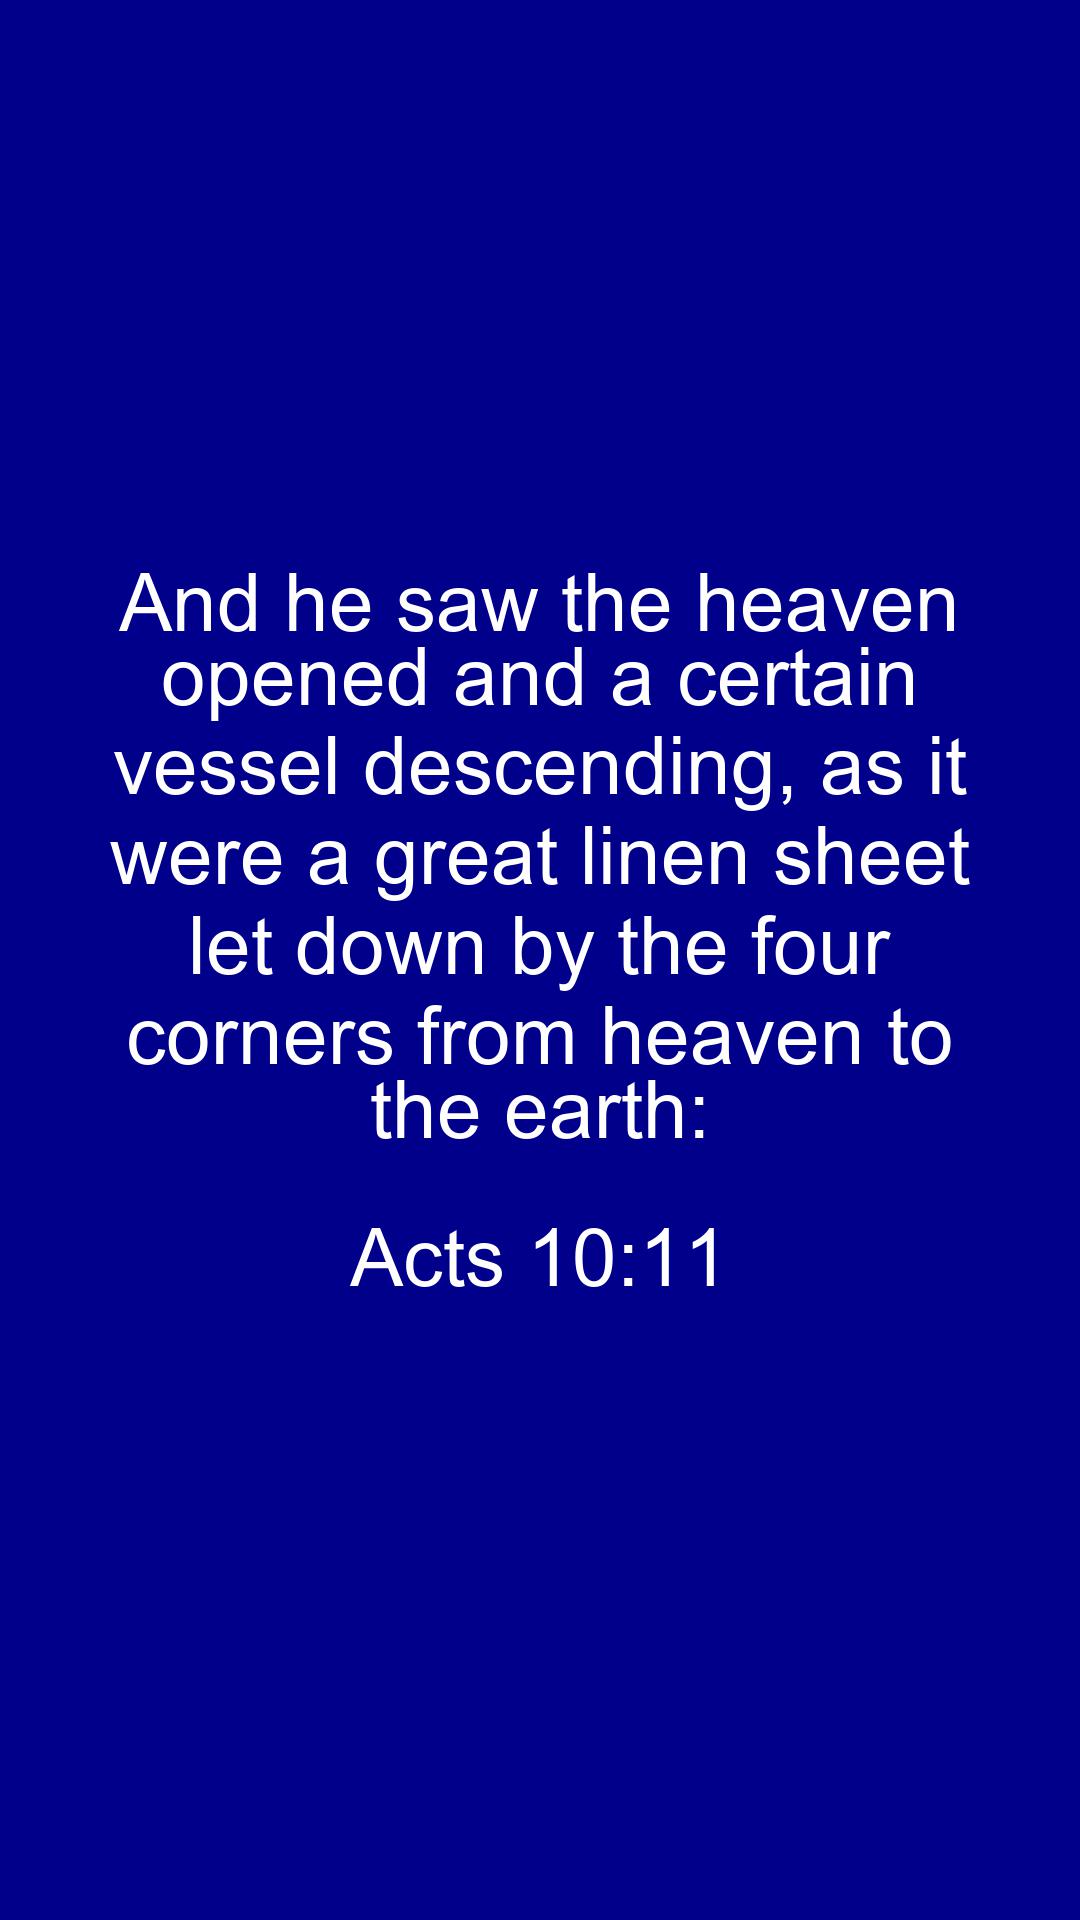 And he saw the heaven
opened and a certain
vessel descending, as it
were a great linen sheet
let down by the four
corners from heaven to
the earth:
Acts 10:11